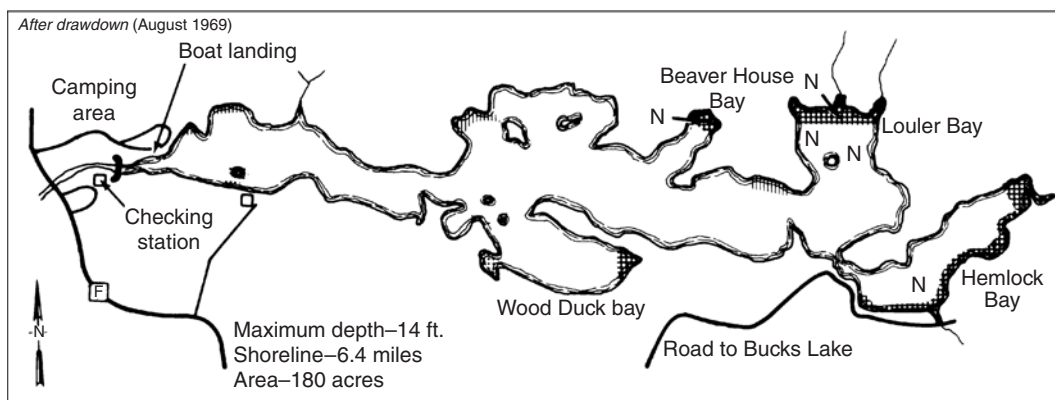 After drawdown (August 1969)
Boat landing
Camping
area
Beaver House
Bay
N
N
Louler Bay
N
N
Checking
station
Wood Duck bay
N
Hemlock
Bay
F
-N-
Maximum depth–14 ft.
Shoreline–6.4 miles
Area–180 acres
Road to Bucks Lake